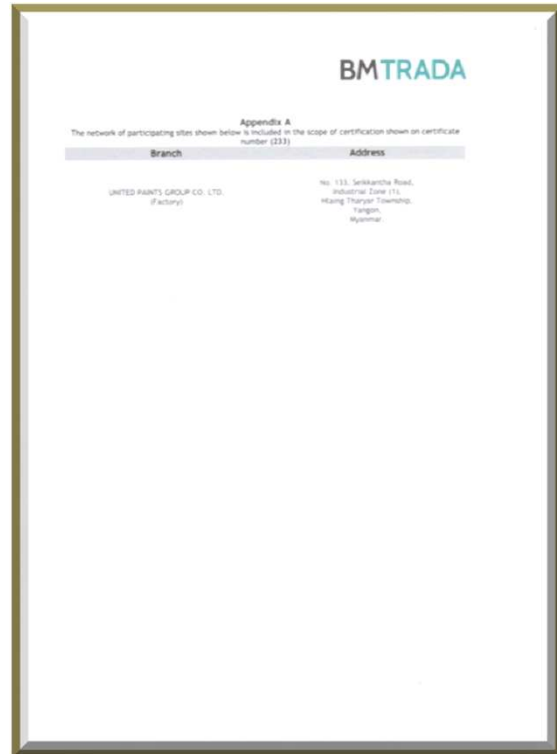 BMTRADA
Appendix A
The network of participating sites shown below is included in the scope of certification shown on certificate
number (233)
Branch Address
UNITED PAINTS GROUP CO. LTD.
(Factory)
No. 133, Seikkantha Road,
Industrial Zone (1),
Hlaing Tharyar Township,
Yangon,
Myanmar.